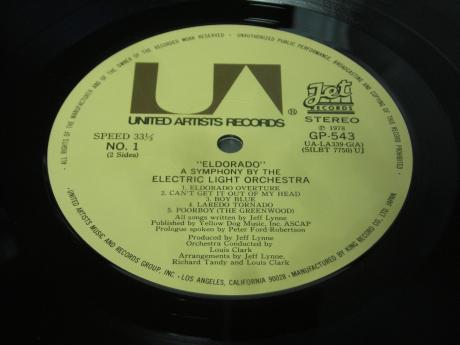 · ALL RIGHTS OF THE MANUFACTURER AND OF THE OWNER OF THE RECORDED WORK RESERVED · UNAUTHORIZED PUBLIC PERFORMANCE, BROADCASTING AND COPYING OF THIS RECORD PROHIBITED ·
UA
UNITED ARTISTS RECORDS ®
Jet
RECORDS
SPEED 33⅓
NO. 1
(2 Sides)
STEREO
Ⓟ 1978
GP-543
UA-LA339-G(A)
(SILBT 7750) UJ
"ELDORADO"
A SYMPHONY BY THE
ELECTRIC LIGHT ORCHESTRA
1. ELDORADO OVERTURE
2. CAN'T GET IT OUT OF MY HEAD
3. BOY BLUE
4. LAREDO TORNADO
5. POORBOY (THE GREENWOOD)
All songs written by Jeff Lynne
Published by Yellow Dog Music, Inc. ASCAP
Prologue spoken by Peter Ford-Robertson
Produced by Jeff Lynne
Orchestra Conducted by
Louis Clark
Arrangements by Jeff Lynne,
Richard Tandy and Louis Clark
UNITED ARTISTS MUSIC AND RECORDS GROUP, INC. · LOS ANGELES, CALIFORNIA 90028 · MANUFACTURED BY KING RECORD CO., LTD. JAPAN